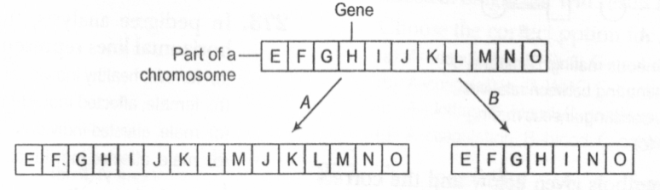 Gene
Part of a chromosome
E F G H I J K L M N O
A
B
E F G H I J K L M J K L M N O
E F G H I N O